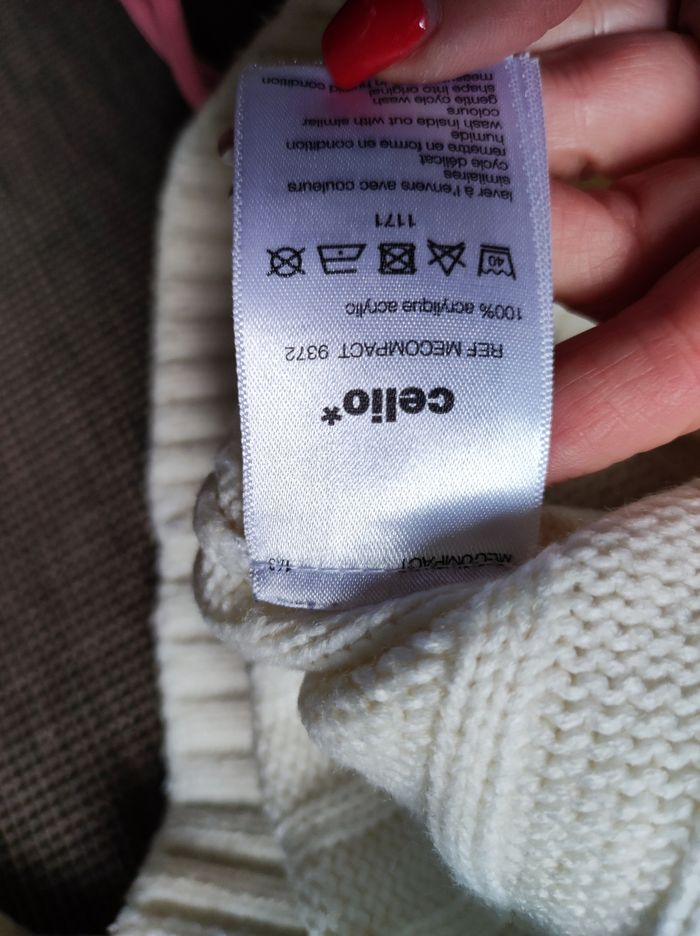 MECOMPACT
celio*
REF MECOMPACT 9372
100% acrylique acrylic
40
1171
laver à l'envers avec couleurs
similaires
cycle délicat
remettre en forme en condition
humide
wash inside out with similar
colours
gentle cycle wash
shape into original
condition